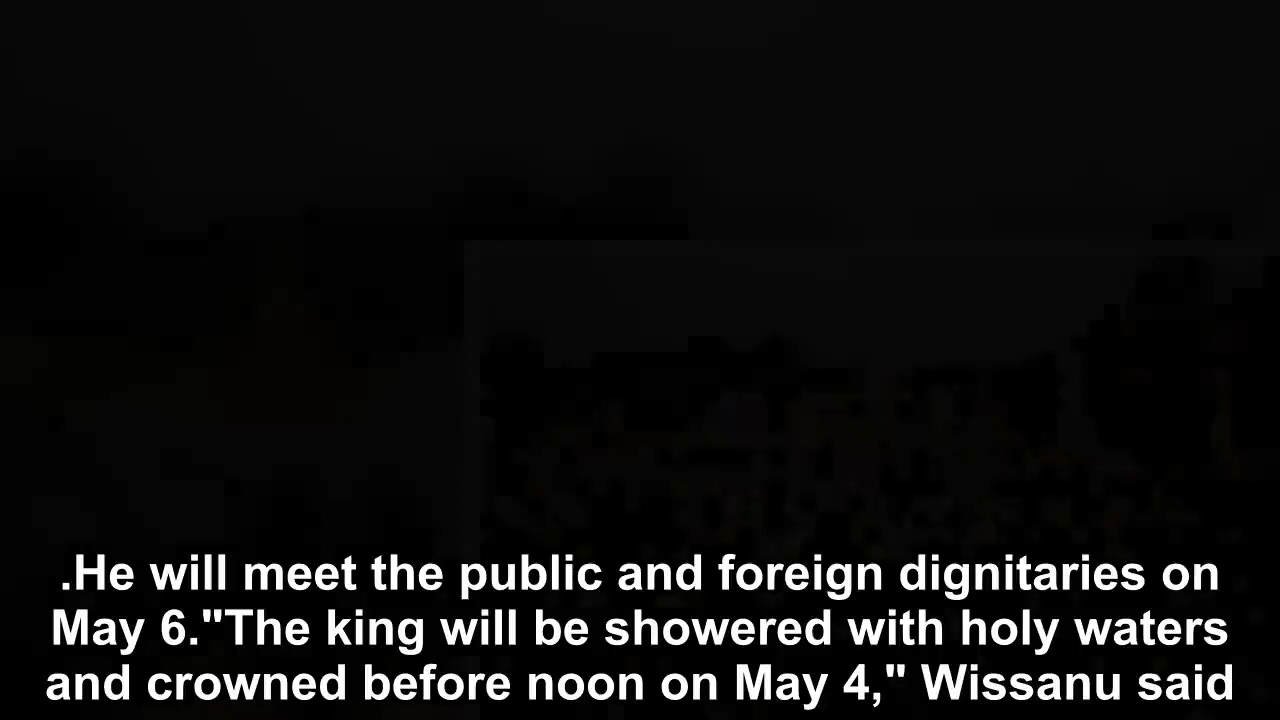 .He will meet the public and foreign dignitaries on
May 6."The king will be showered with holy waters
and crowned before noon on May 4," Wissanu said